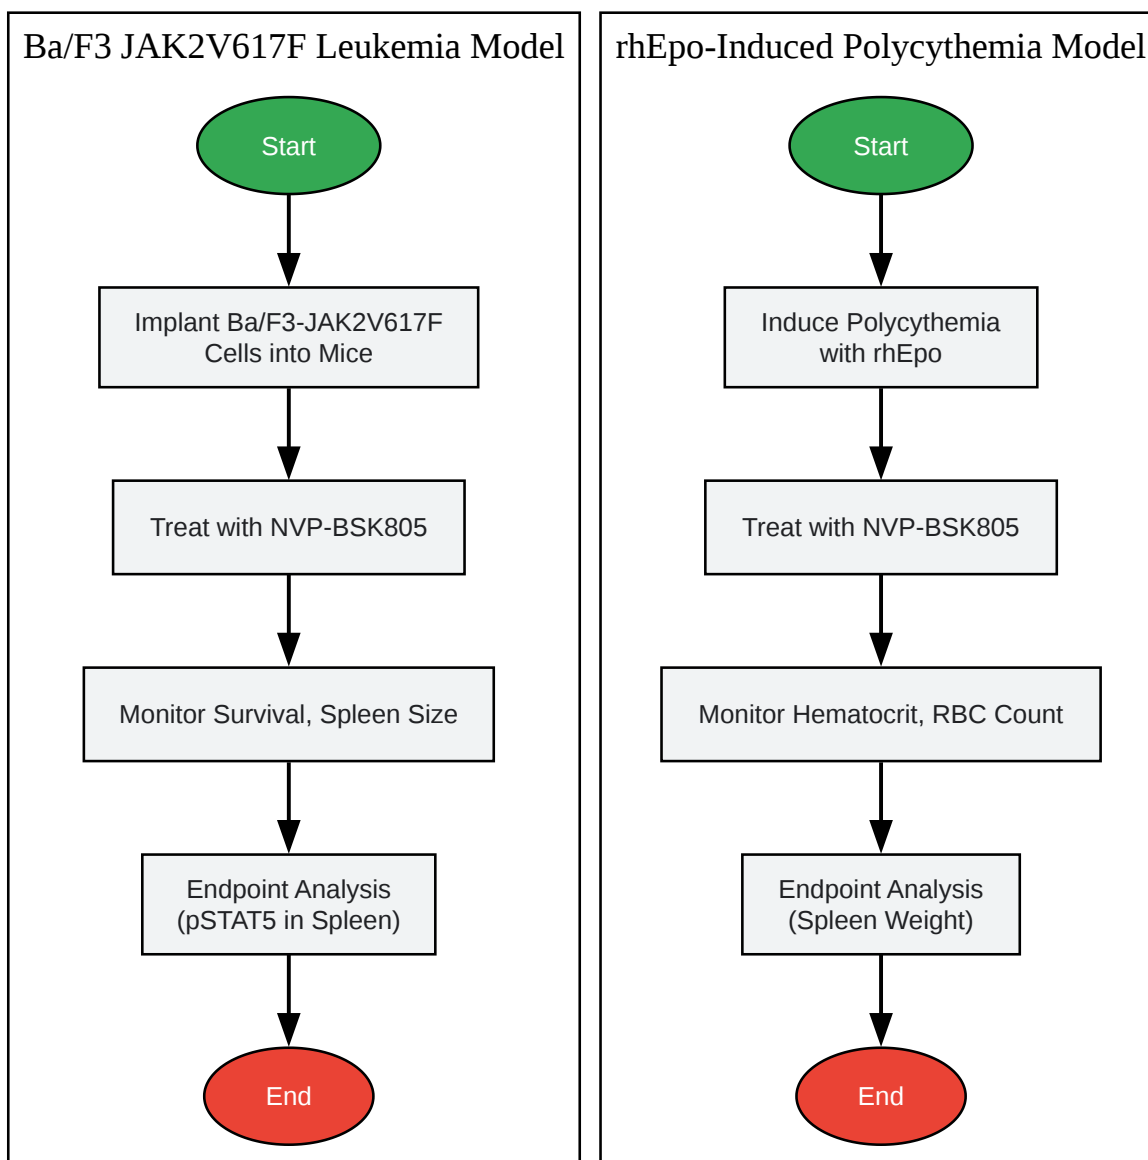 Ba/F3 JAK2V617F Leukemia Model
Start
Implant Ba/F3-JAK2V617F
Cells into Mice
Treat with NVP-BSK805
Monitor Survival, Spleen Size
Endpoint Analysis
(pSTAT5 in Spleen)
End
rhEpo-Induced Polycythemia Model
Start
Induce Polycythemia
with rhEpo
Treat with NVP-BSK805
Monitor Hematocrit, RBC Count
Endpoint Analysis
(Spleen Weight)
End